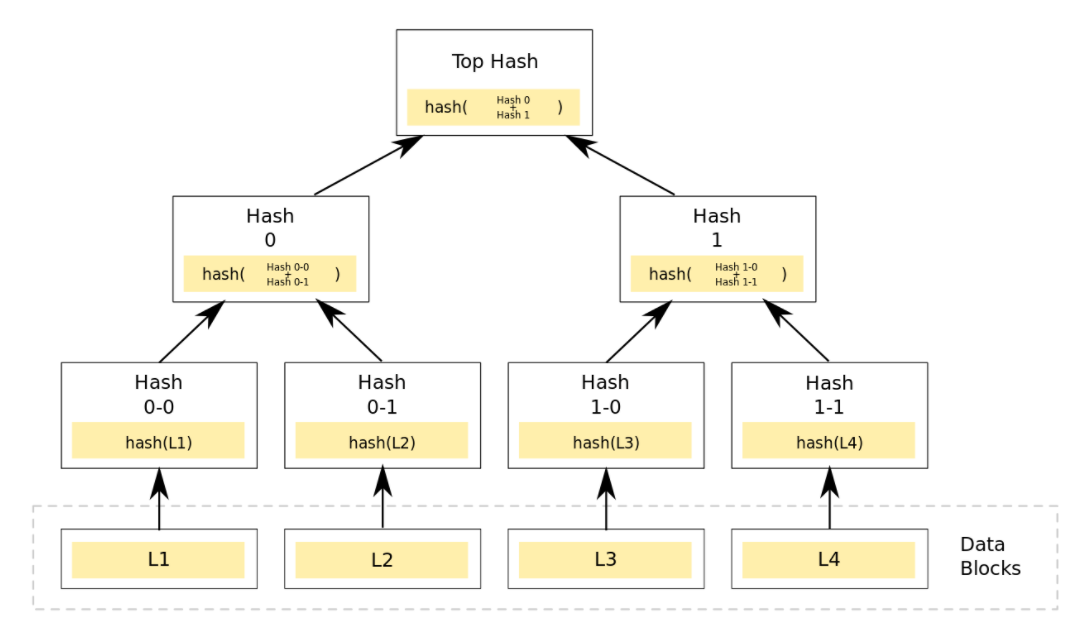 Top Hash
hash( Hash 0 + Hash 1 )
Hash
0
hash( Hash 0-0 + Hash 0-1 )
Hash
1
hash( Hash 1-0 + Hash 1-1 )
Hash
0-0
hash(L1)
Hash
0-1
hash(L2)
Hash
1-0
hash(L3)
Hash
1-1
hash(L4)
L1
L2
L3
L4
Data
Blocks